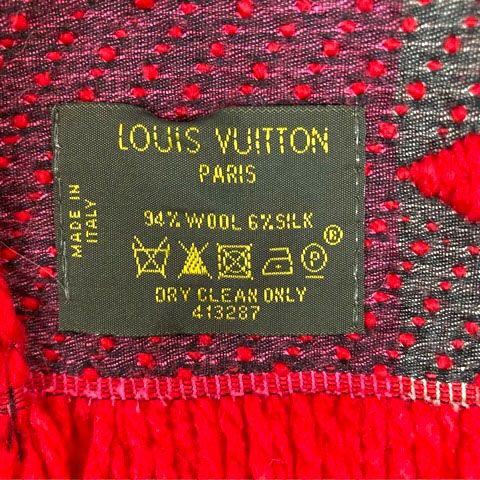 LOUIS VUITTON
PARIS
MADE IN
ITALY
94% WOOL 6% SILK
P
®
DRY CLEAN ONLY
413287